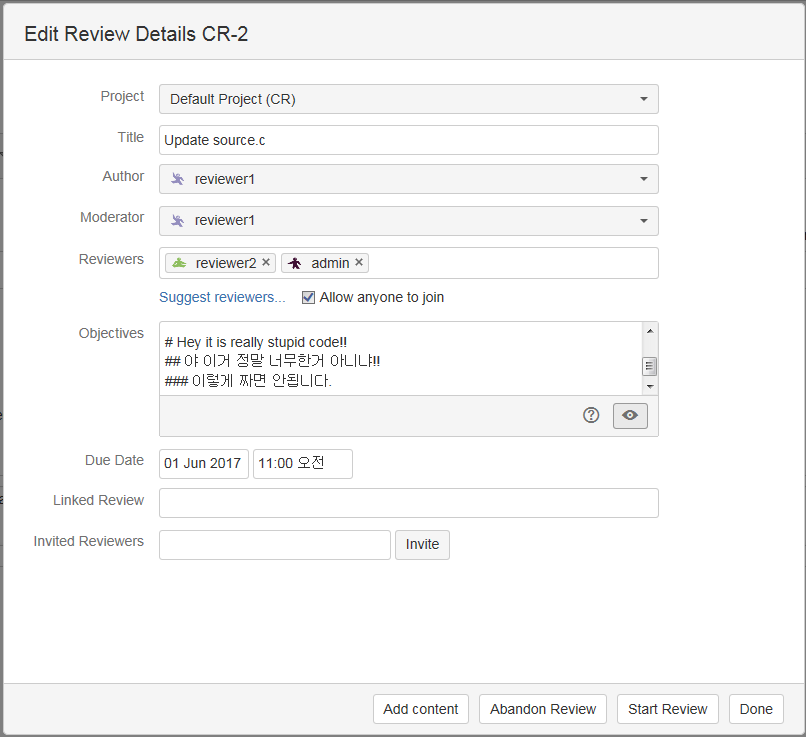 Edit Review Details CR-2
Project Default Project (CR)
Title Update source.c
Author reviewer1
Moderator reviewer1
Reviewers reviewer2 × admin ×
Suggest reviewers... Allow anyone to join
Objectives
# Hey it is really stupid code!!
## 야 이거 정말 너무한거 아니냐!!
### 이렇게 짜면 안됩니다.
?
Due Date 01 Jun 2017 11:00 오전
Linked Review
Invited Reviewers Invite
Add content Abandon Review Start Review Done